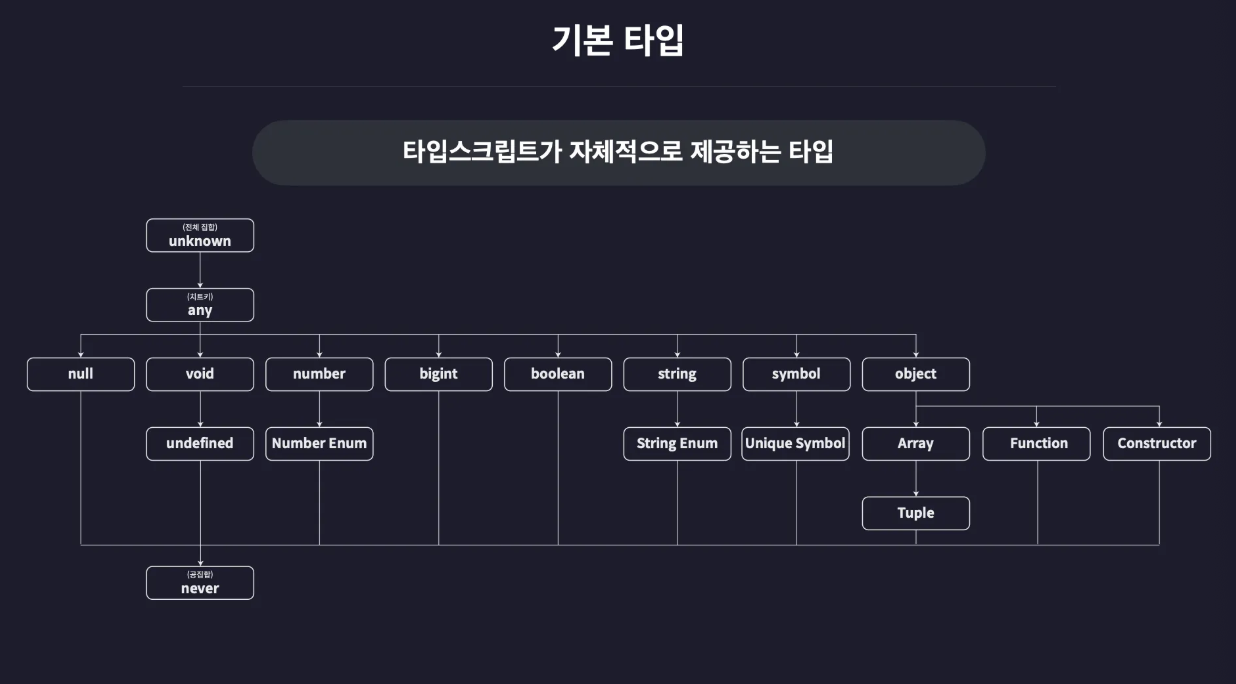 기본 타입
타입스크립트가 자체적으로 제공하는 타입
(전체 집합)
unknown
(치트키)
any
null
void
number
bigint
boolean
string
symbol
object
undefined
Number Enum
String Enum
Unique Symbol
Array
Function
Constructor
Tuple
(공집합)
never